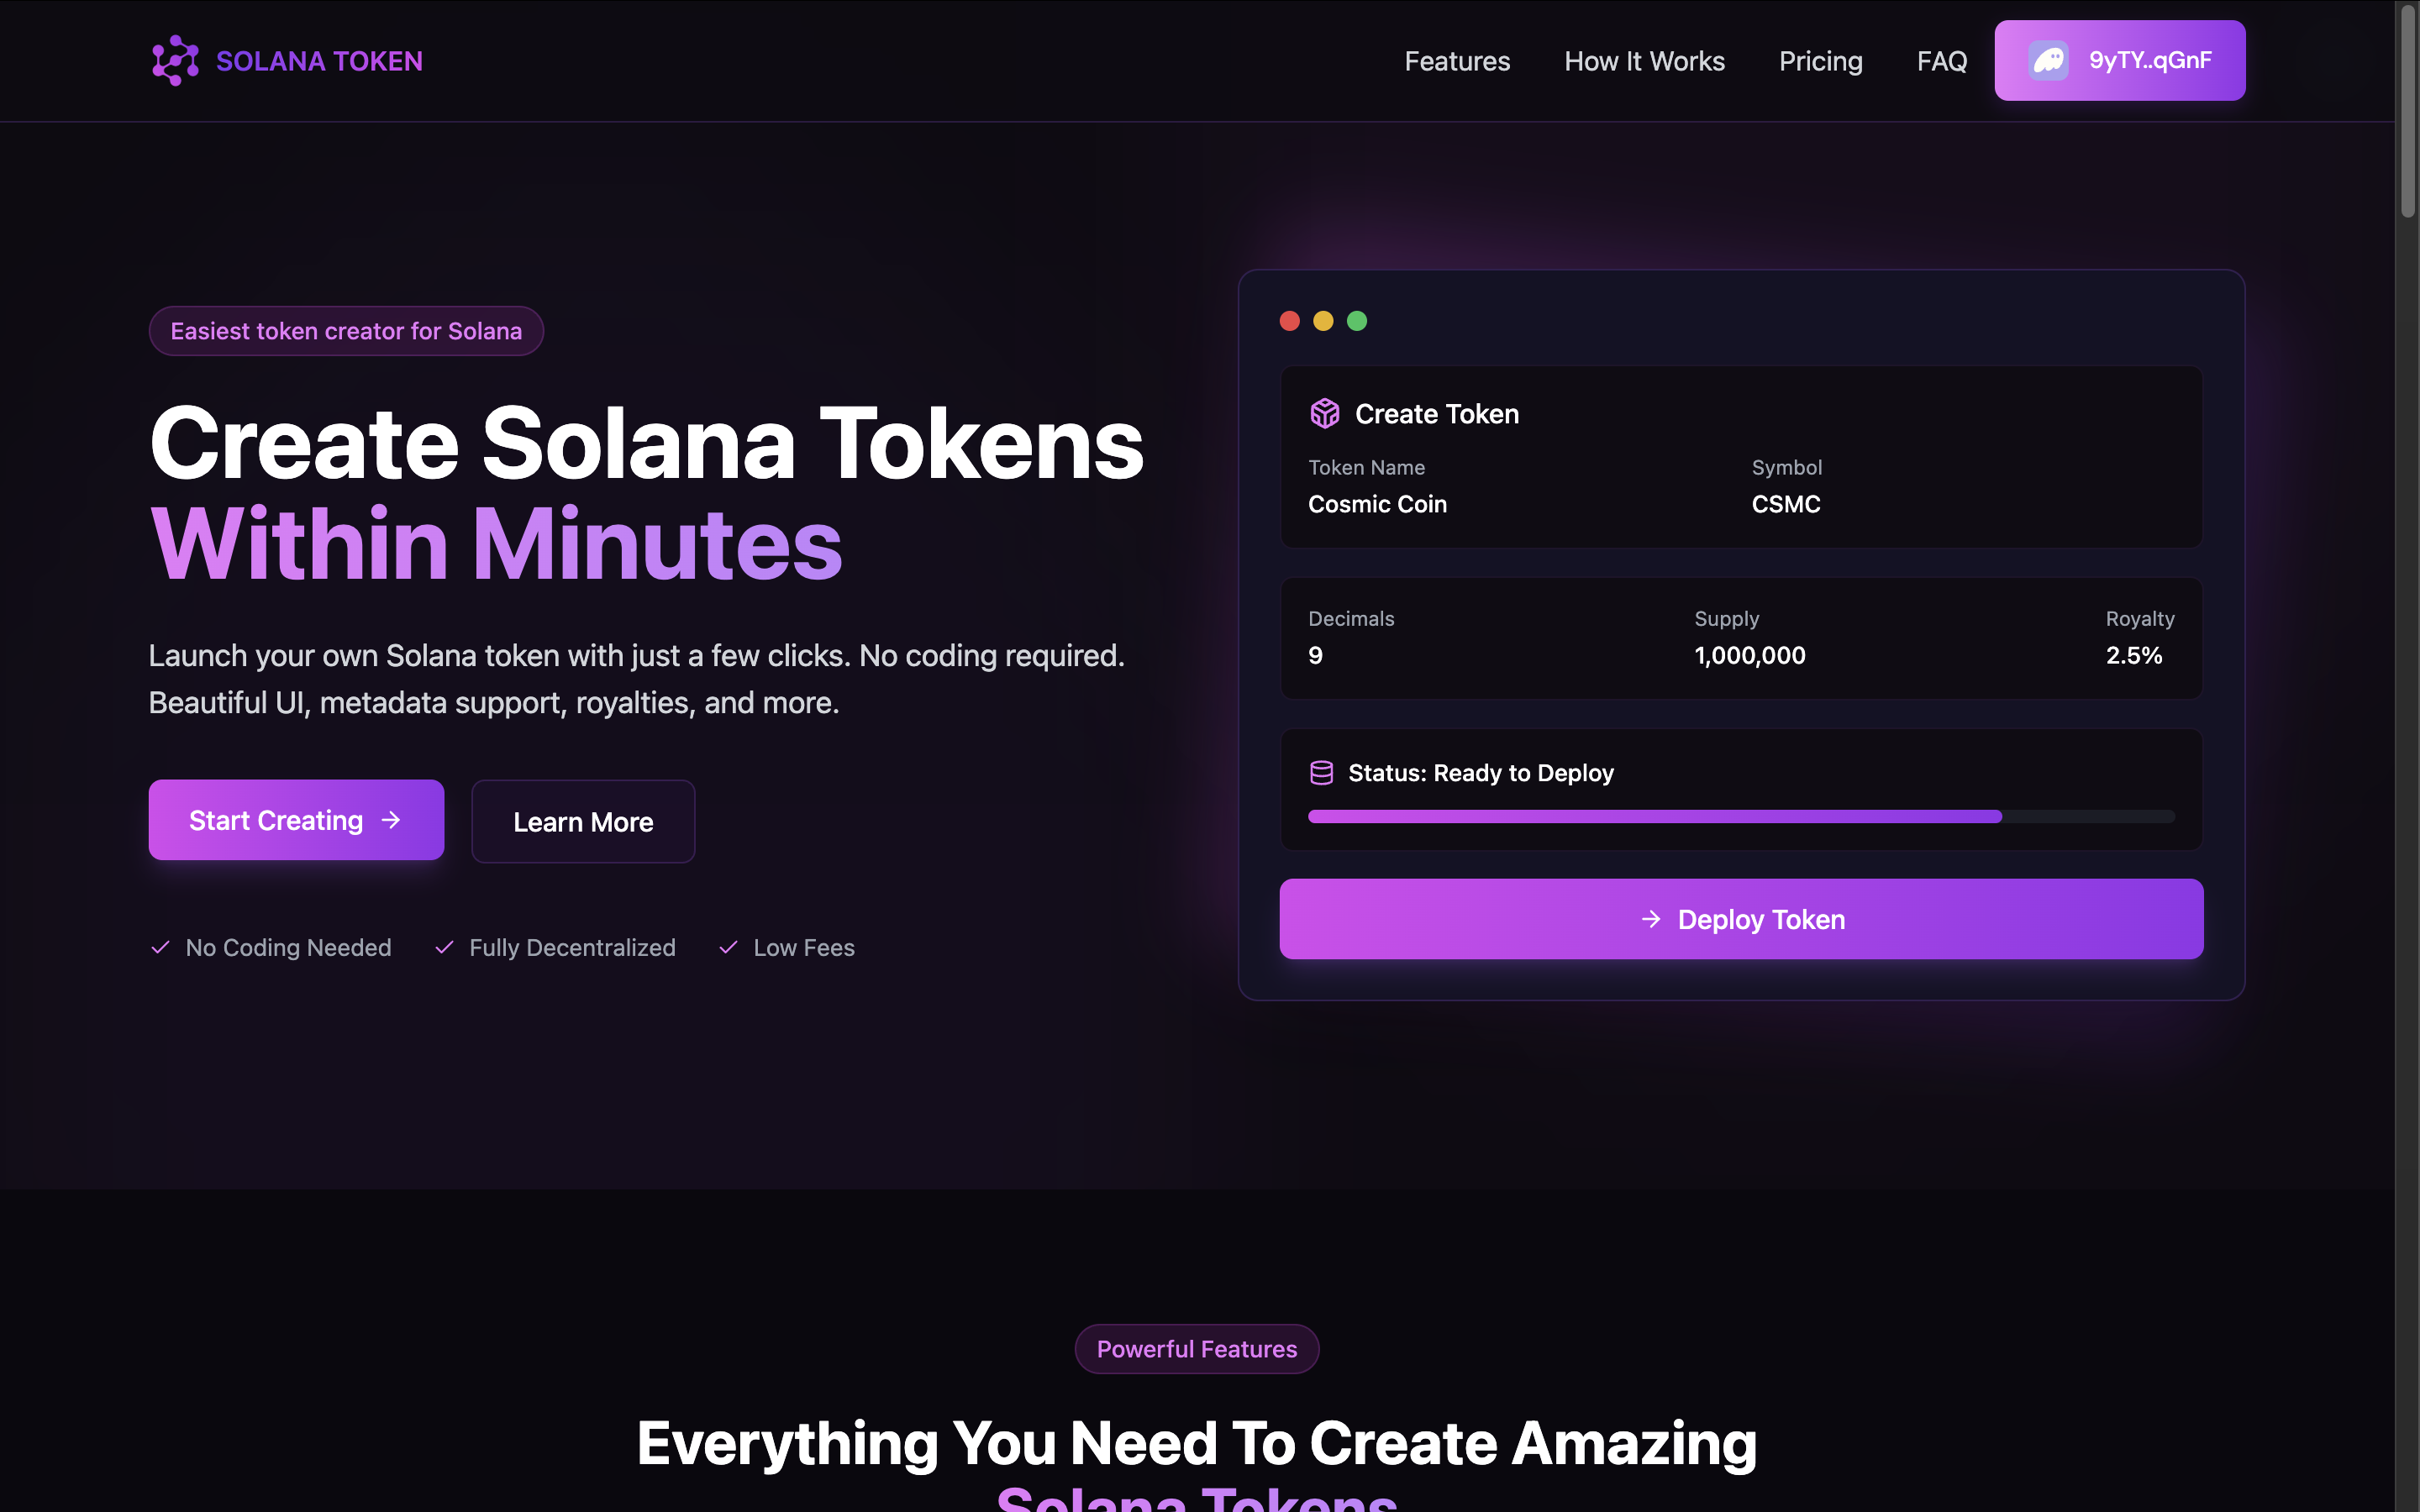 SOLANA TOKEN
Features
How It Works
Pricing
FAQ
9yTY..qGnF
Easiest token creator for Solana
Create Solana Tokens
Within Minutes
Launch your own Solana token with just a few clicks. No coding required.
Beautiful UI, metadata support, royalties, and more.
Start Creating
Learn More
No Coding Needed
Fully Decentralized
Low Fees
Create Token
Token Name
Symbol
Cosmic Coin
CSMC
Decimals
Supply
Royalty
9
1,000,000
2.5%
Status: Ready to Deploy
Deploy Token
Powerful Features
Everything You Need To Create Amazing
Solana Tokens